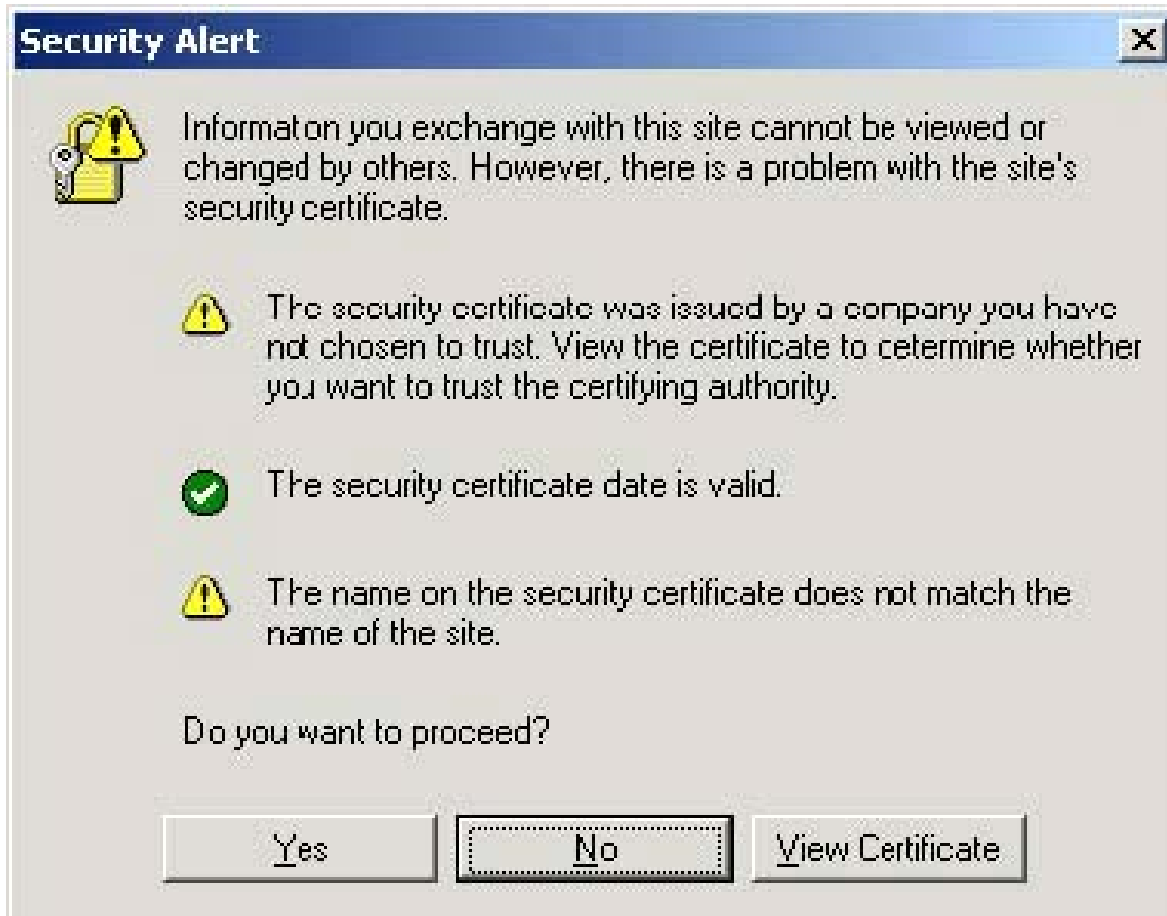 Security Alert
Informaton you exchange with this site cannot be viewed or
changed by others. However, there is a problem with the site's
security certificate.
The security certificate was issued by a company you have
not chosen to trust. View the certificate to cetermine whether
you want to trust the certifying authority.
The security certificate date is valid.
The name on the security certificate does not match the
name of the site.
Do you want to proceed?
Yes
No
View Certificate